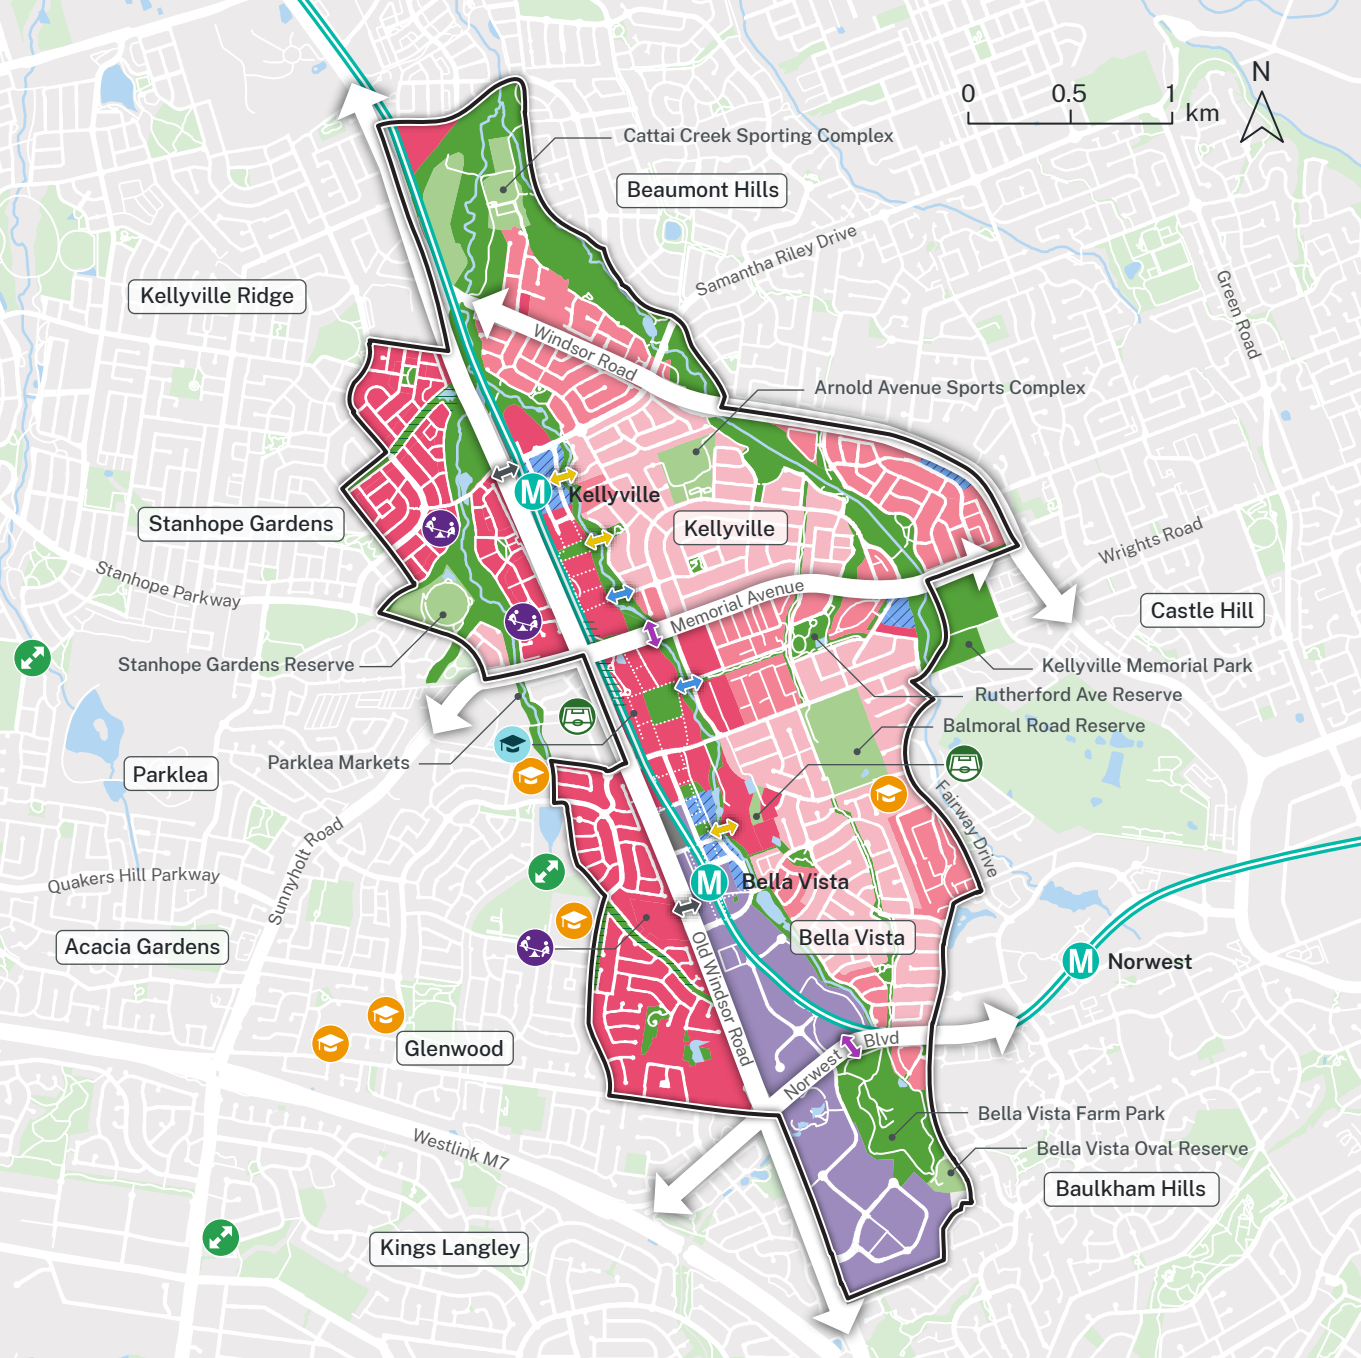 N
0 0.5 1 km
Cattai Creek Sporting Complex
Beaumont Hills
Samantha Riley Drive
Green Road
Kellyville Ridge
Windsor Road
Arnold Avenue Sports Complex
M Kellyville
Stanhope Gardens
Kellyville
Wrights Road
Stanhope Parkway
Memorial Avenue
Castle Hill
Stanhope Gardens Reserve
Kellyville Memorial Park
Rutherford Ave Reserve
Balmoral Road Reserve
Parklea Markets
Parklea
Fairway Drive
Sunnyholt Road
Quakers Hill Parkway
M Bella Vista
Acacia Gardens
Bella Vista
M Norwest
Old Windsor Road
Glenwood
Norwest Blvd
Bella Vista Farm Park
Westlink M7
Bella Vista Oval Reserve
Baulkham Hills
Kings Langley